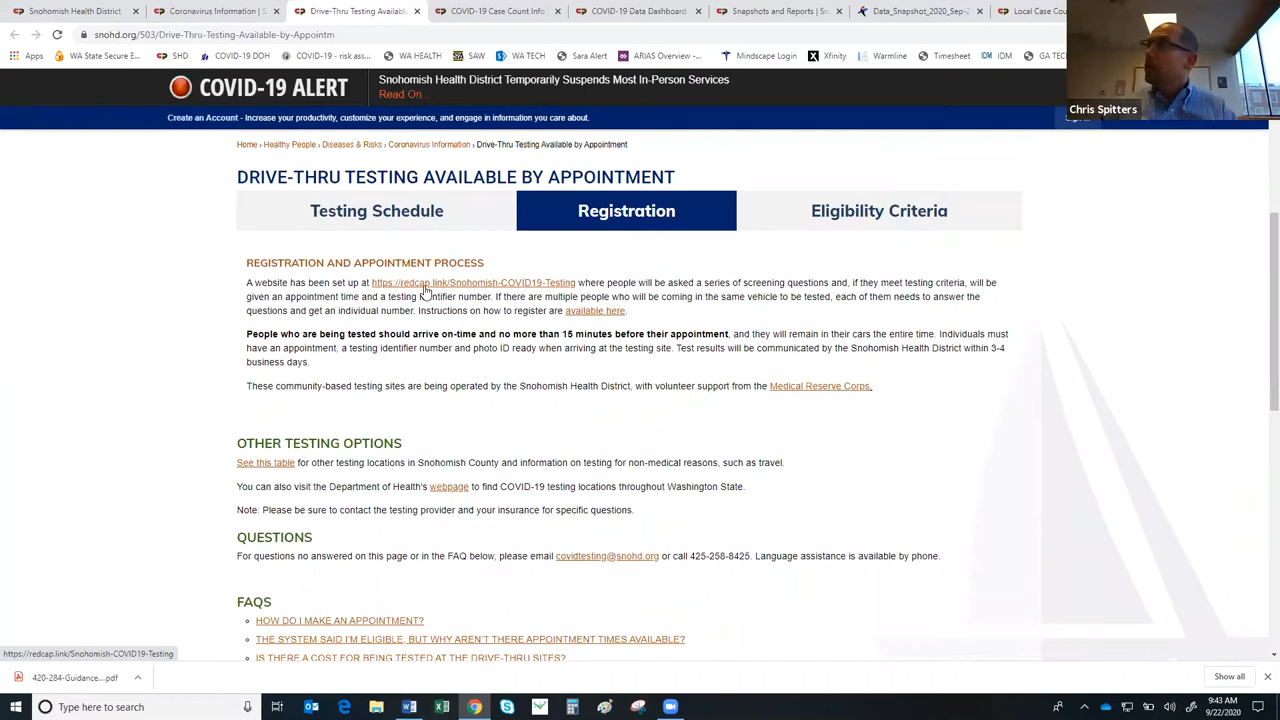 Snohomish Health District, WA
Coronavirus Information | S
Drive-Thru Testing Available
COVID-19 Case Count Info
COVID-19 Data Dashboard
Snapshots and Reports | Sn
Data_Snapshot_2020_Sep-2
Local Case Cou
snohd.org/503/Drive-Thru-Testing-Available-by-Appointm
Apps WA State Secure E... SHD COVID-19 DOH COVID-19 - risk ass... WA HEALTH SAW WA TECH Sara Alert ARIAS Overview -... Mindscape Login Xfinity Warmline Timesheet IDM GA TEC
COVID-19 ALERT
Snohomish Health District Temporarily Suspends Most In-Person Services
Read On...
Chris Spitters
Create an Account - Increase your productivity, customize your experience, and engage in information you care about.
Home › Healthy People › Diseases & Risks › Coronavirus Information › Drive-Thru Testing Available by Appointment
DRIVE-THRU TESTING AVAILABLE BY APPOINTMENT
Testing Schedule
Registration
Eligibility Criteria
REGISTRATION AND APPOINTMENT PROCESS
A website has been set up at https://redcap.link/Snohomish-COVID19-Testing where people will be asked a series of screening questions and, if they meet testing criteria, will be
given an appointment time and a testing identifier number. If there are multiple people who will be coming in the same vehicle to be tested, each of them needs to answer the
questions and get an individual number. Instructions on how to register are available here.
People who are being tested should arrive on-time and no more than 15 minutes before their appointment, and they will remain in their cars the entire time. Individuals must
have an appointment, a testing identifier number and photo ID ready when arriving at the testing site. Test results will be communicated by the Snohomish Health District within 3-4
business days.
These community-based testing sites are being operated by the Snohomish Health District, with volunteer support from the Medical Reserve Corps.
OTHER TESTING OPTIONS
See this table for other testing locations in Snohomish County and information on testing for non-medical reasons, such as travel.
You can also visit the Department of Health's webpage to find COVID-19 testing locations throughout Washington State.
Note: Please be sure to contact the testing provider and your insurance for specific questions.
QUESTIONS
For questions no answered on this page or in the FAQ below, please email covidtesting@snohd.org or call 425-258-8425. Language assistance is available by phone.
FAQS
HOW DO I MAKE AN APPOINTMENT?
THE SYSTEM SAID I'M ELIGIBLE, BUT WHY AREN'T THERE APPOINTMENT TIMES AVAILABLE?
IS THERE A COST FOR BEING TESTED AT THE DRIVE-THRU SITES?
https://redcap.link/Snohomish-COVID19-Testing
420-284-Guidance....pdf
Show all
Type here to search
9:43 AM
9/22/2020